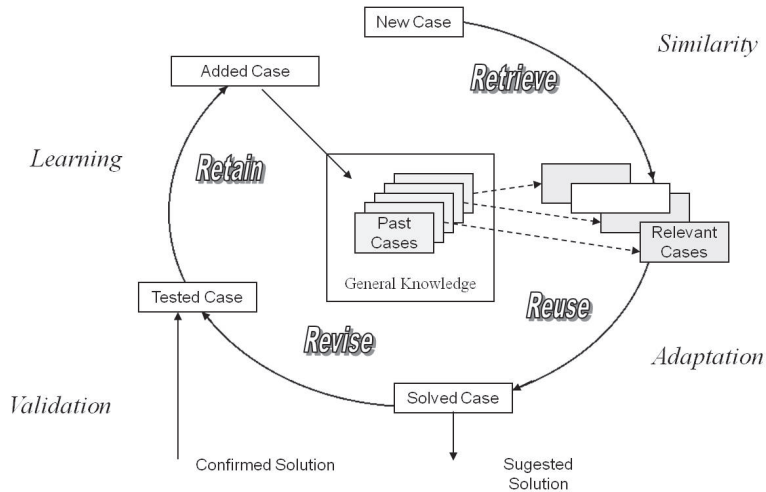 New Case
Similarity
Retrieve
Added Case
Learning
Retain
Past
Cases
Relevant
Cases
General Knowledge
Tested Case
Reuse
Revise
Adaptation
Validation
Solved Case
Confirmed Solution
Sugested
Solution